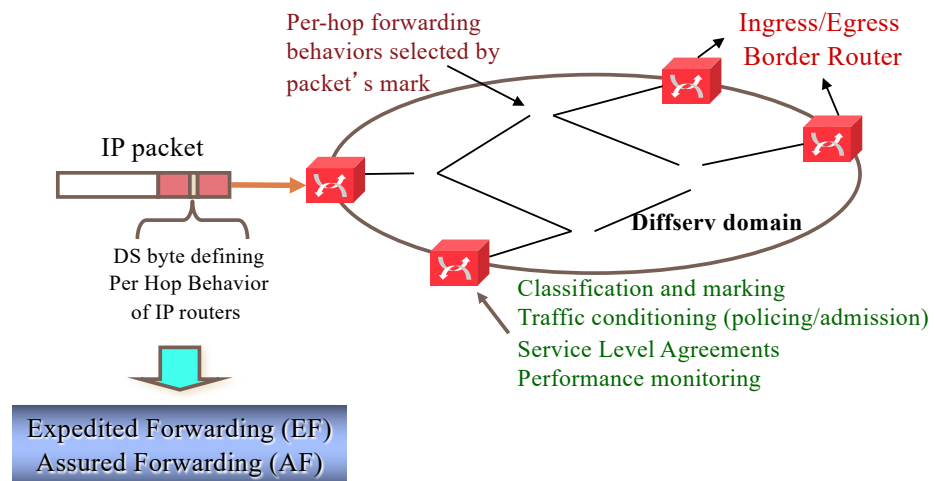 Per-hop forwarding
behaviors selected by
packet’s mark
Ingress/Egress
Border Router
IP packet
DS byte defining
Per Hop Behavior
of IP routers
Diffserv domain
Classification and marking
Traffic conditioning (policing/admission)
Service Level Agreements
Performance monitoring
Expedited Forwarding (EF)
Assured Forwarding (AF)